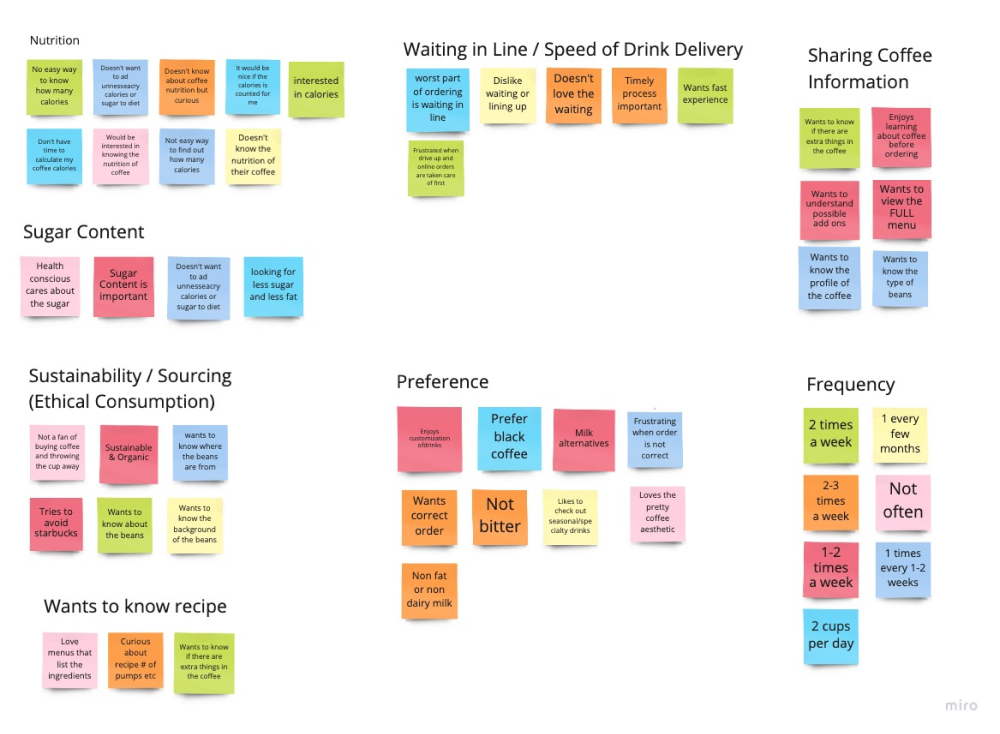 Nutrition
No easy way
to know
how many
calories
Doesn't want
to ad
unnesseacry
calories or
sugar to diet
Doesn't know
about coffee
nutrition but
curious
It would be
nice if the
calories is
counted for
me
interested
in calories
Don't have
time to
calculate my
coffee calories
Would be
interested in
knowing the
nutrition of
coffee
Not easy way
to find out
how many
calories
Doesn't
know the
nutrition of
their coffee
Sugar Content
Health
conscious
cares about
the sugar
Sugar
Content is
important
Doesn't want
to ad
unnesseacry
calories or
sugar to diet
looking for
less sugar
and less fat
Sustainability / Sourcing
(Ethical Consumption)
Not a fan of
buying coffee
and throwing
the cup away
Sustainable
& Organic
wants to
know where
the beans
are from
Tries to
avoid
starbucks
Wants to
know about
the beans
Wants to
know the
background
of the beans
Wants to know recipe
Love
menus that
list the
ingredients
Curious
about
recipe # of
pumps etc
Wants to know
if there are
extra things in
the coffee
Waiting in Line / Speed of Drink Delivery
worst part
of ordering
is waiting in
line
Dislike
waiting or
lining up
Doesn't
love the
waiting
Timely
process
important
Wants fast
experience
Frustrated when
drive up and
online orders
are taken care
of first
Preference
Enjoys
customization
ofdrinks
Prefer
black
coffee
Milk
alternatives
Frustrating
when order
is not
correct
Wants
correct
order
Not
bitter
Likes to
check out
seasonal/spe
cialty drinks
Loves the
pretty
coffee
aesthetic
Non fat
or non
dairy milk
Sharing Coffee
Information
Wants to know
if there are
extra things in
the coffee
Enjoys
learning
about coffee
before
ordering
Wants to
understand
possible
add ons
Wants to
view the
FULL
menu
Wants to
know the
profile of
the coffee
Wants to
know the
type of
beans
Frequency
2 times
a week
1 every
few
months
2-3
times
a week
Not
often
1-2
times
a week
1 times
every 1-2
weeks
2 cups
per day
miro